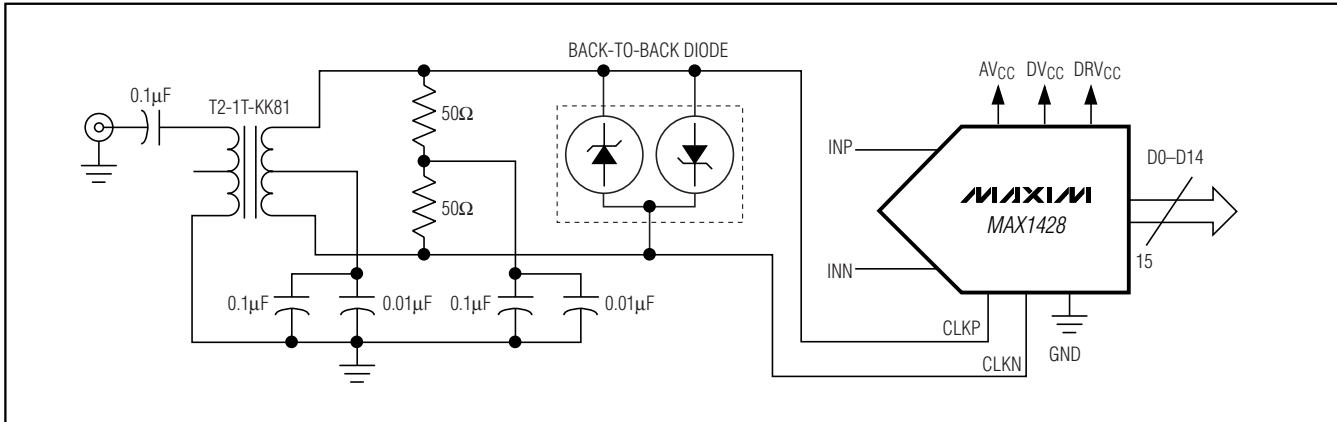 BACK-TO-BACK DIODE
0.1μF
T2-1T-KK81
50Ω
50Ω
0.1μF
0.01μF
0.1μF
0.01μF
AVCC
DVCC
DRVCC
INP
D0–D14
MAXIM
MAX1428
15
INN
CLKP
CLKN
GND